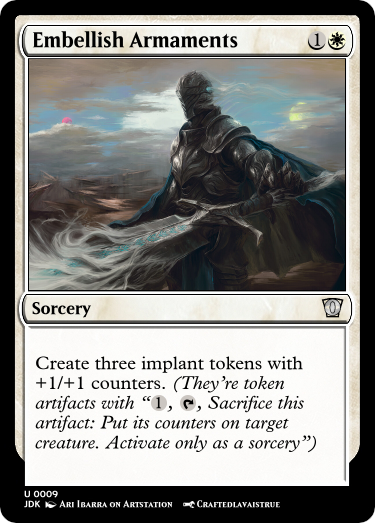 Embellish Armaments 1
Sorcery
Create three implant tokens with
+1/+1 counters. (They're token
artifacts with “1, , Sacrifice this
artifact: Put its counters on target
creature. Activate only as a sorcery”)
U 0009
JDK Ari Ibarra on Artstation Craftedlavaistrue